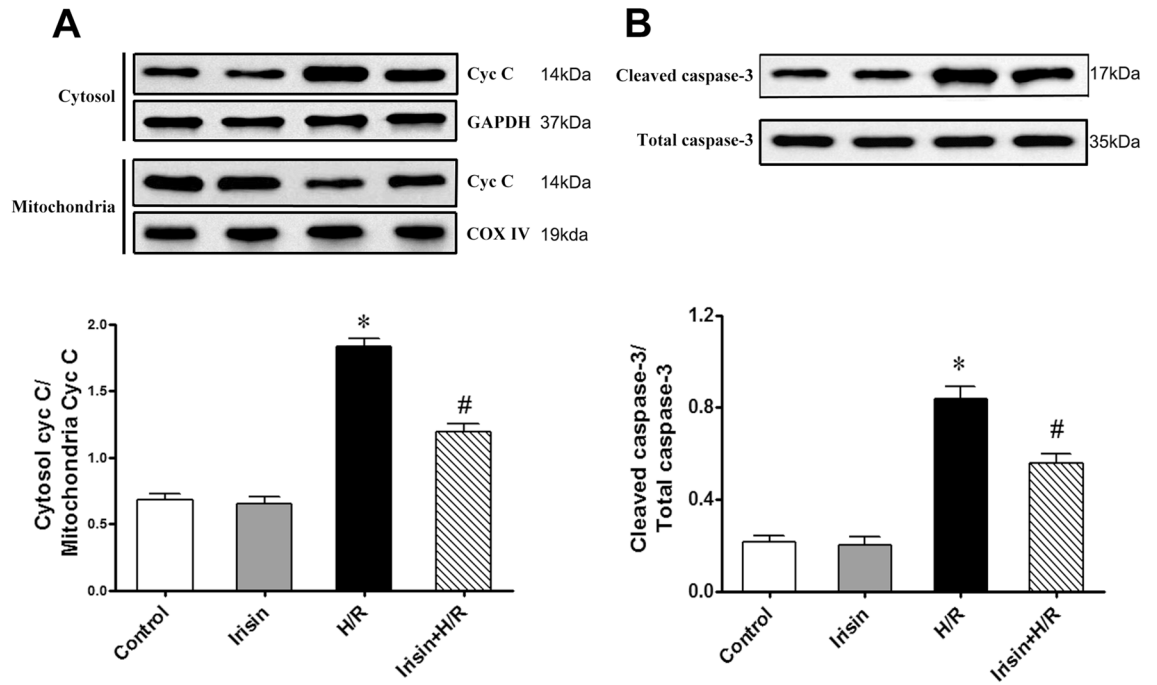 A
Cytosol
Cyc C 14kDa
GAPDH 37kDa
Mitochondria
Cyc C 14kDa
COX IV 19kda
Cytosol cyc C/
Mitochondria Cyc C
2.0
1.5
1.0
0.5
0.0
*
#
Control
Irisin
H/R
Irisin+H/R
B
Cleaved caspase-3 17kDa
Total caspase-3 35kDa
Cleaved caspase-3/
Total caspase-3
1.2
0.8
0.4
0.0
*
#
Control
Irisin
H/R
Irisin+H/R